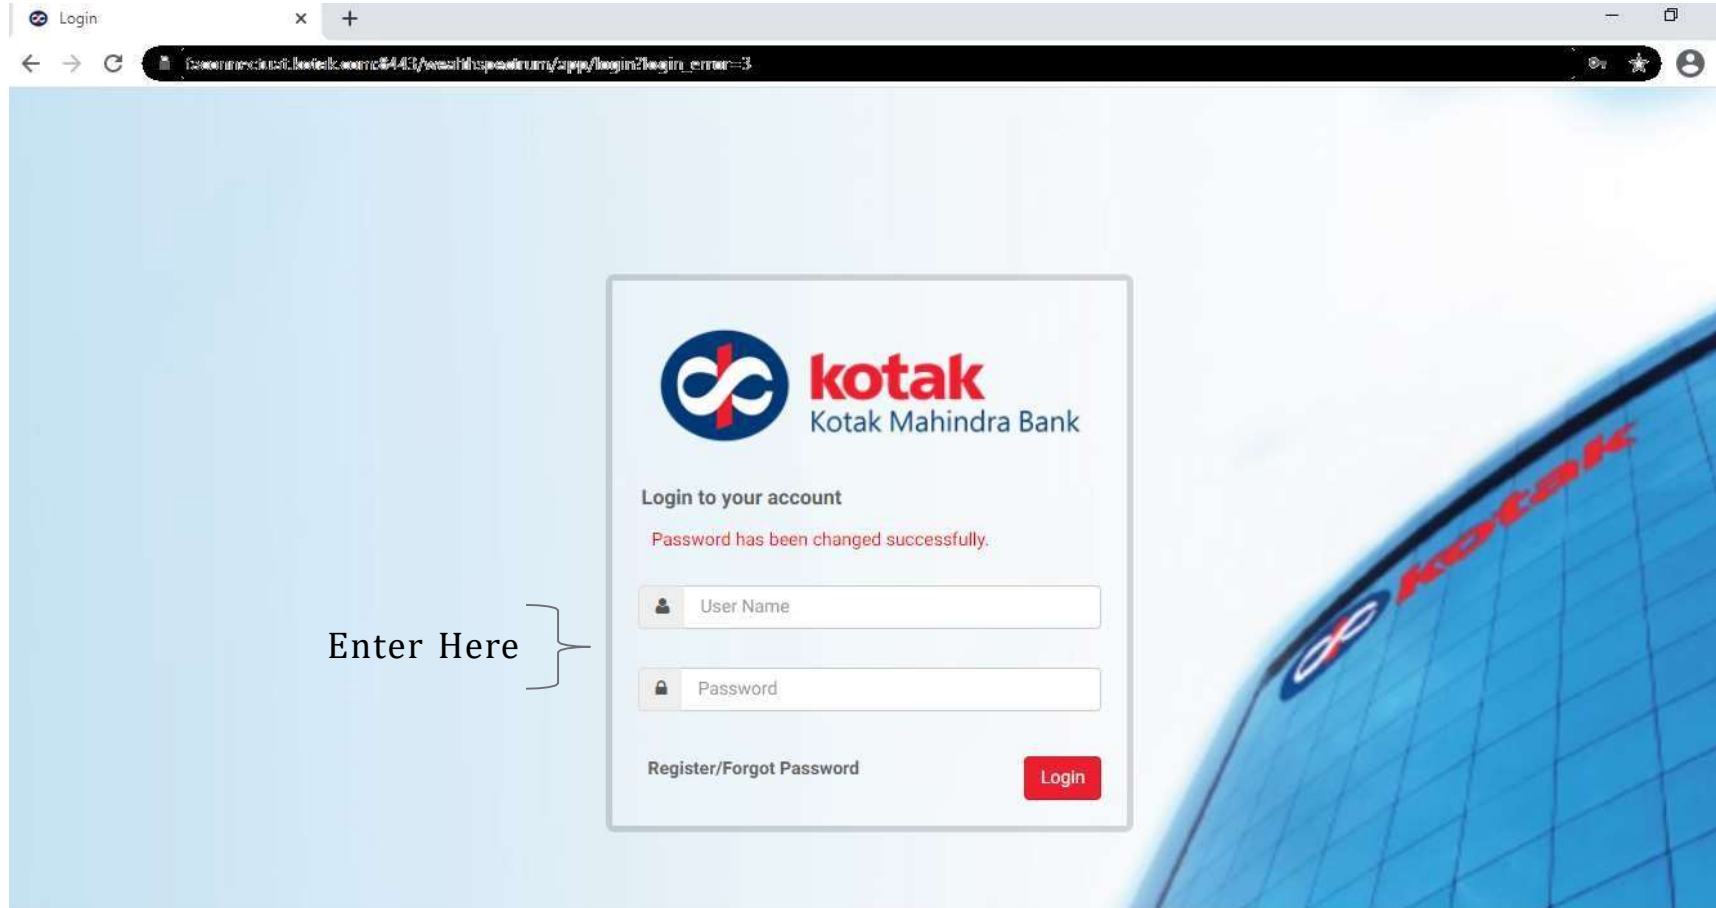 Login
kotak
Kotak Mahindra Bank
Login to your account
Password has been changed successfully.
User Name
Enter Here
Password
Register/Forgot Password
Login
kotak